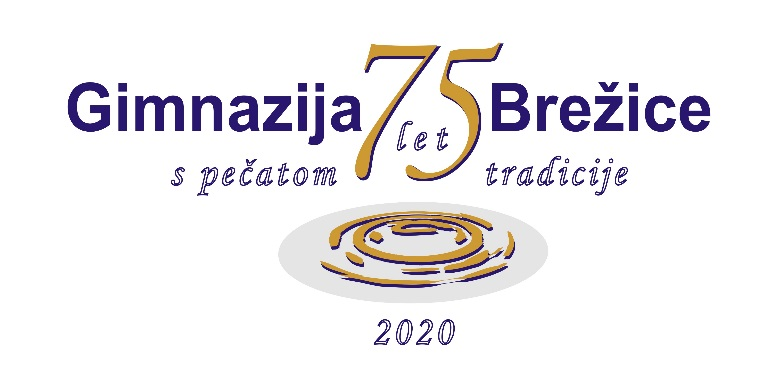 Gimnazija 75 Brežice
let
s pečatom tradicije
2020